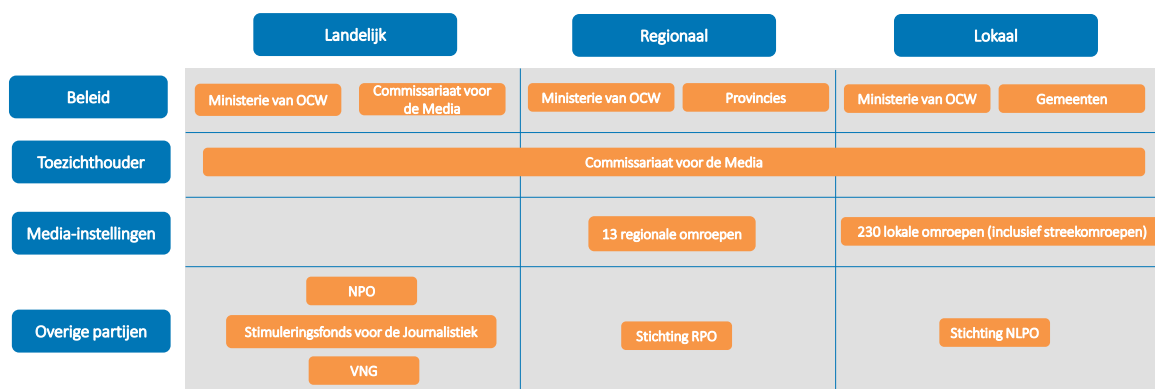 Landelijk
Regionaal
Lokaal
Beleid
Ministerie van OCW
Commissariaat voor
de Media
Ministerie van OCW
Provincies
Ministerie van OCW
Gemeenten
Toezichthouder
Commissariaat voor de Media
Media-instellingen
13 regionale omroepen
230 lokale omroepen (inclusief streekomroepen)
Overige partijen
NPO
Stimuleringsfonds voor de Journalistiek
VNG
Stichting RPO
Stichting NLPO